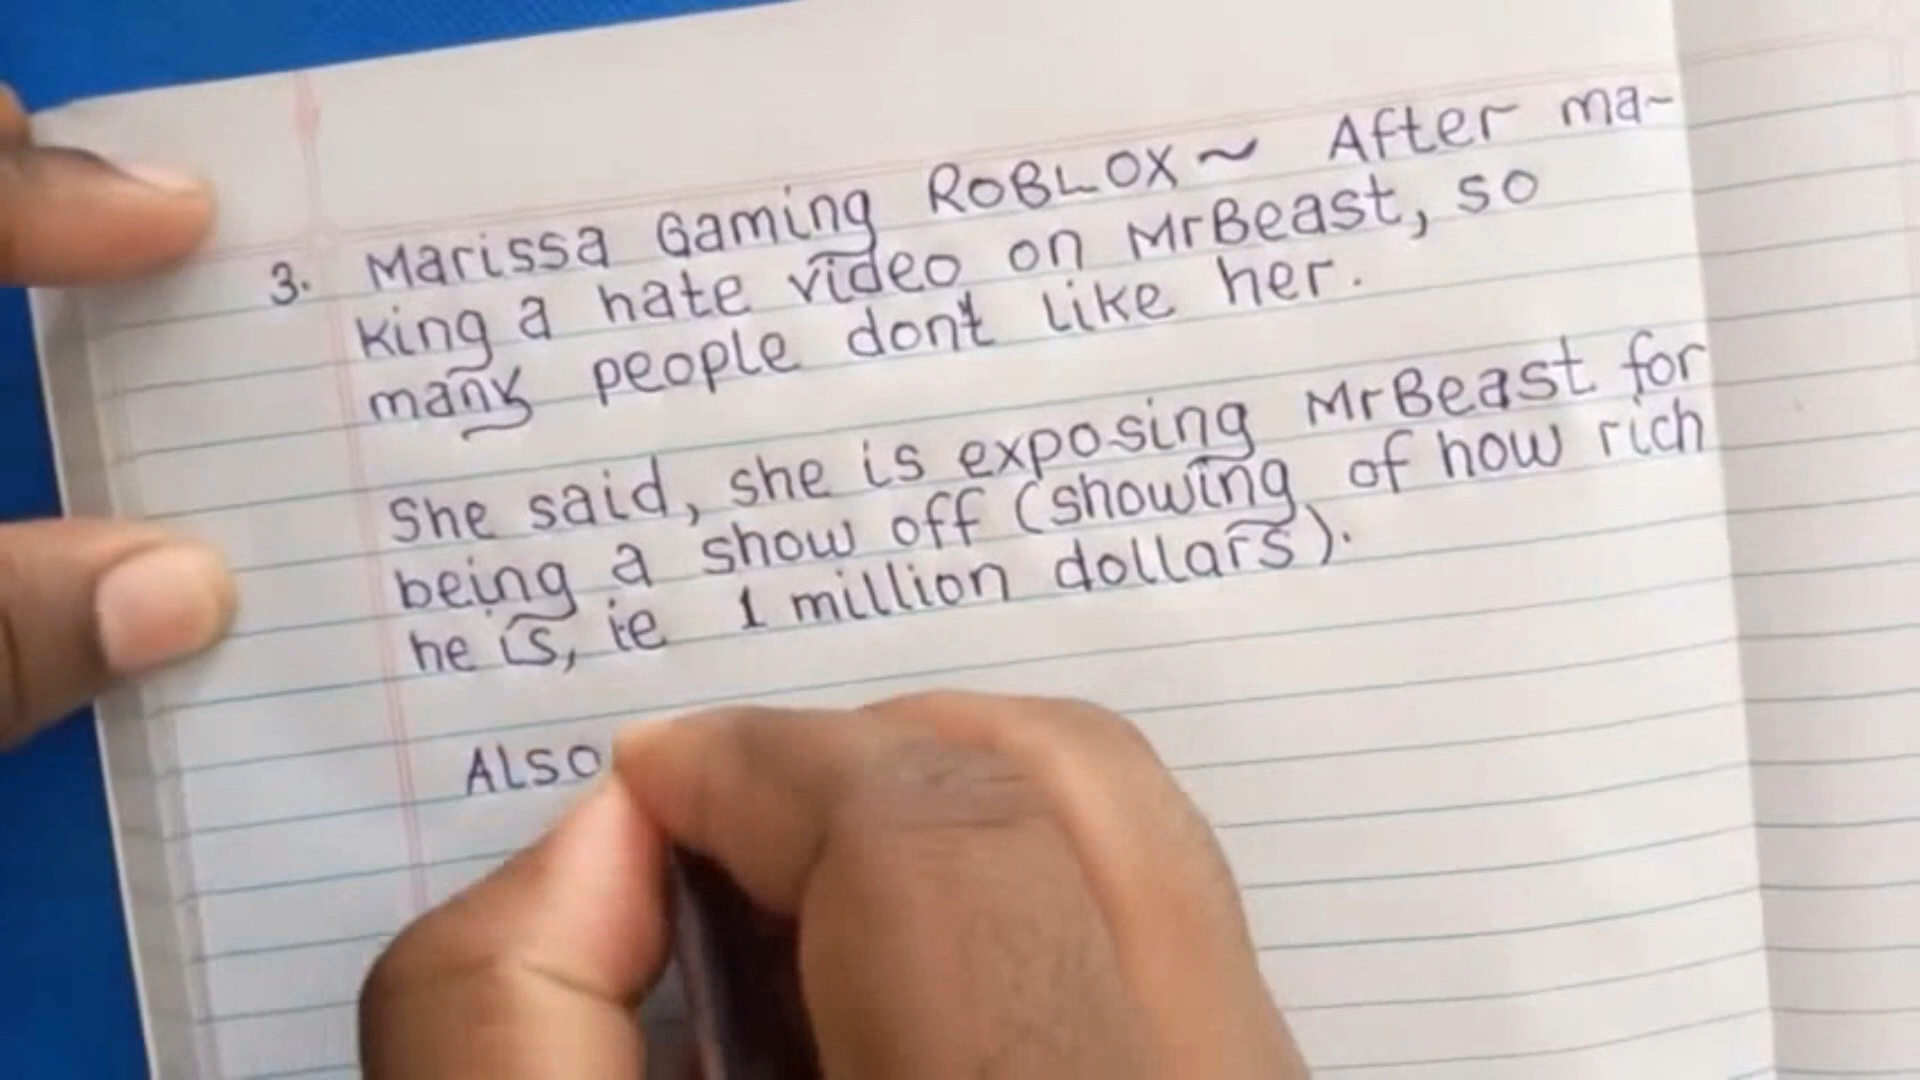 3. Marissa Gaming ROBLOX ~ After ma-
king a hate video on MrBeast, so
many people don't like her.
She said, she is exposing MrBeast for
being a show off (showing of how rich
he is, ie 1 million dollars).
ALSO